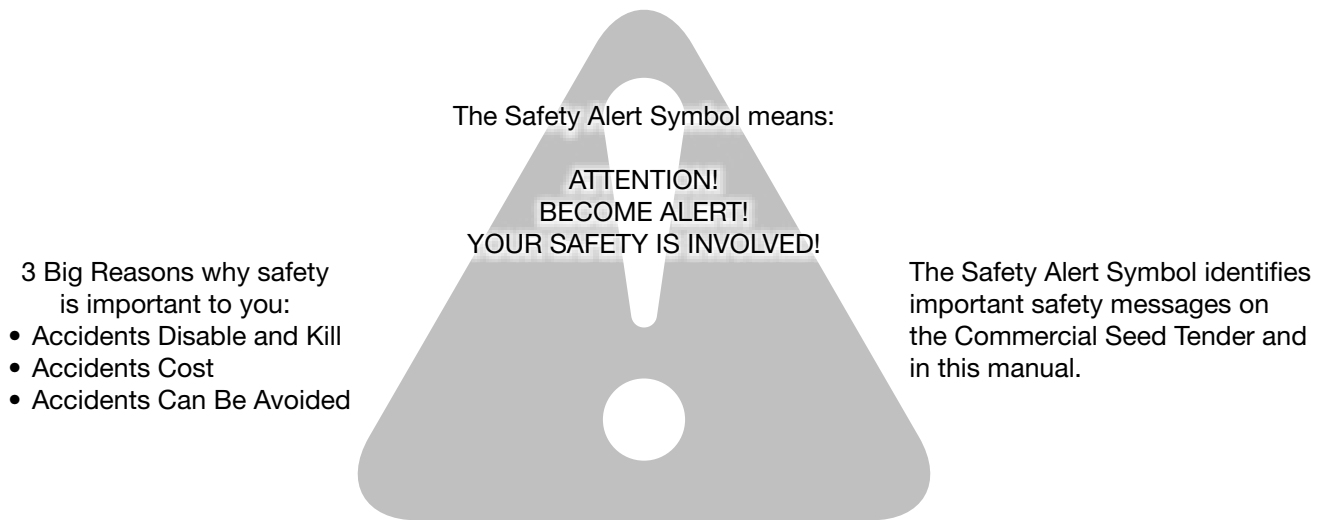 The Safety Alert Symbol means:
ATTENTION!
BECOME ALERT!
YOUR SAFETY IS INVOLVED!
3 Big Reasons why safety
is important to you:
• Accidents Disable and Kill
• Accidents Cost
• Accidents Can Be Avoided
The Safety Alert Symbol identifies
important safety messages on
the Commercial Seed Tender and
in this manual.